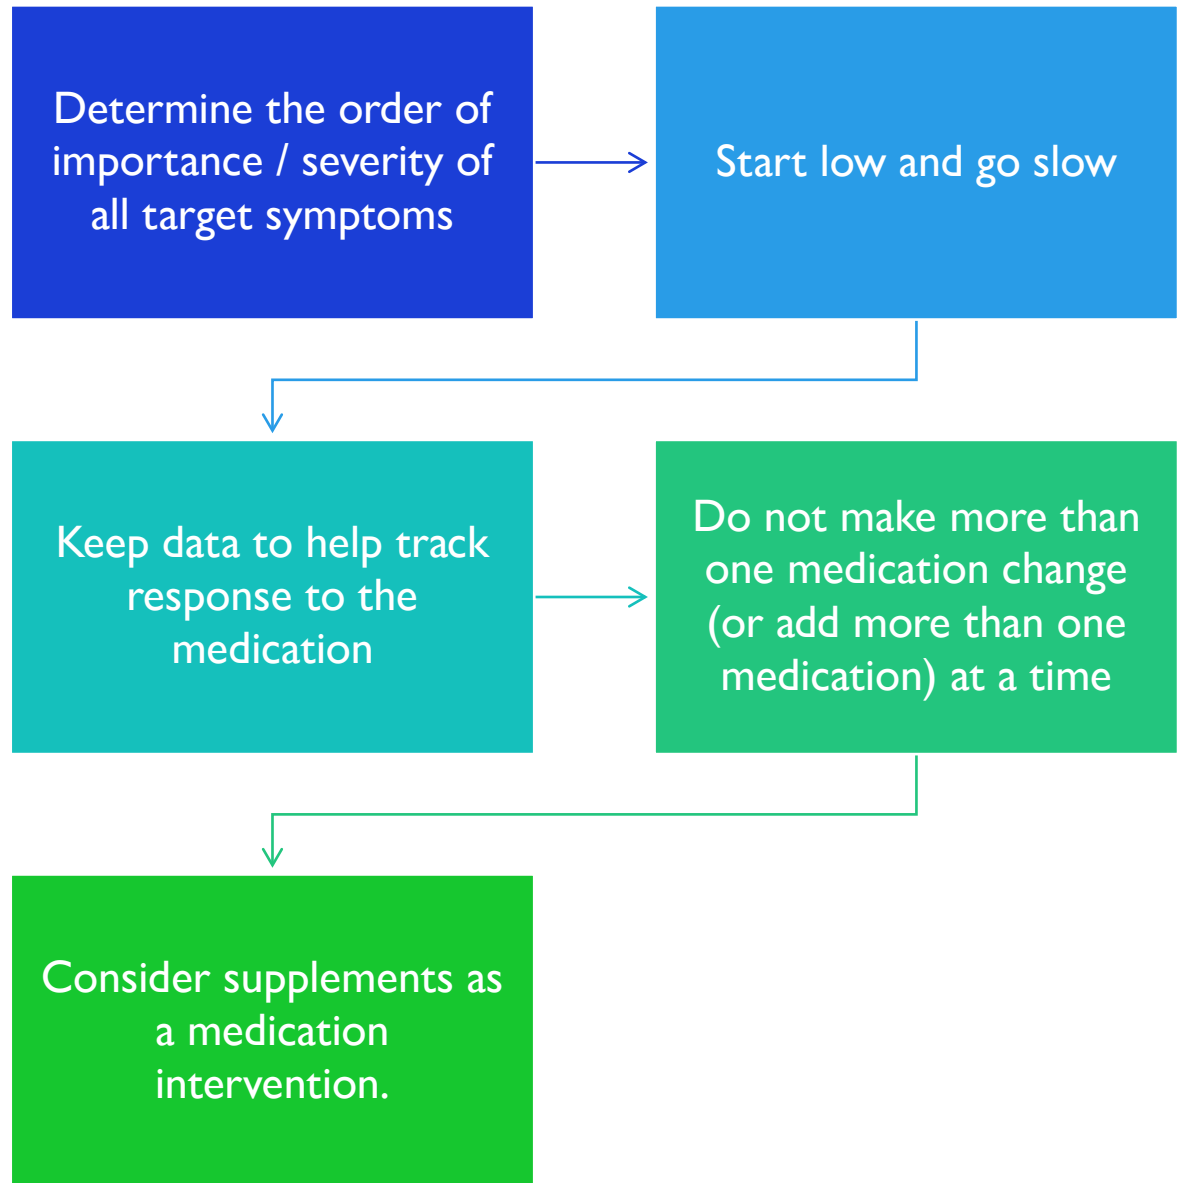 Determine the order of
importance / severity of
all target symptoms
Start low and go slow
Keep data to help track
response to the
medication
Do not make more than
one medication change
(or add more than one
medication) at a time
Consider supplements as
a medication
intervention.